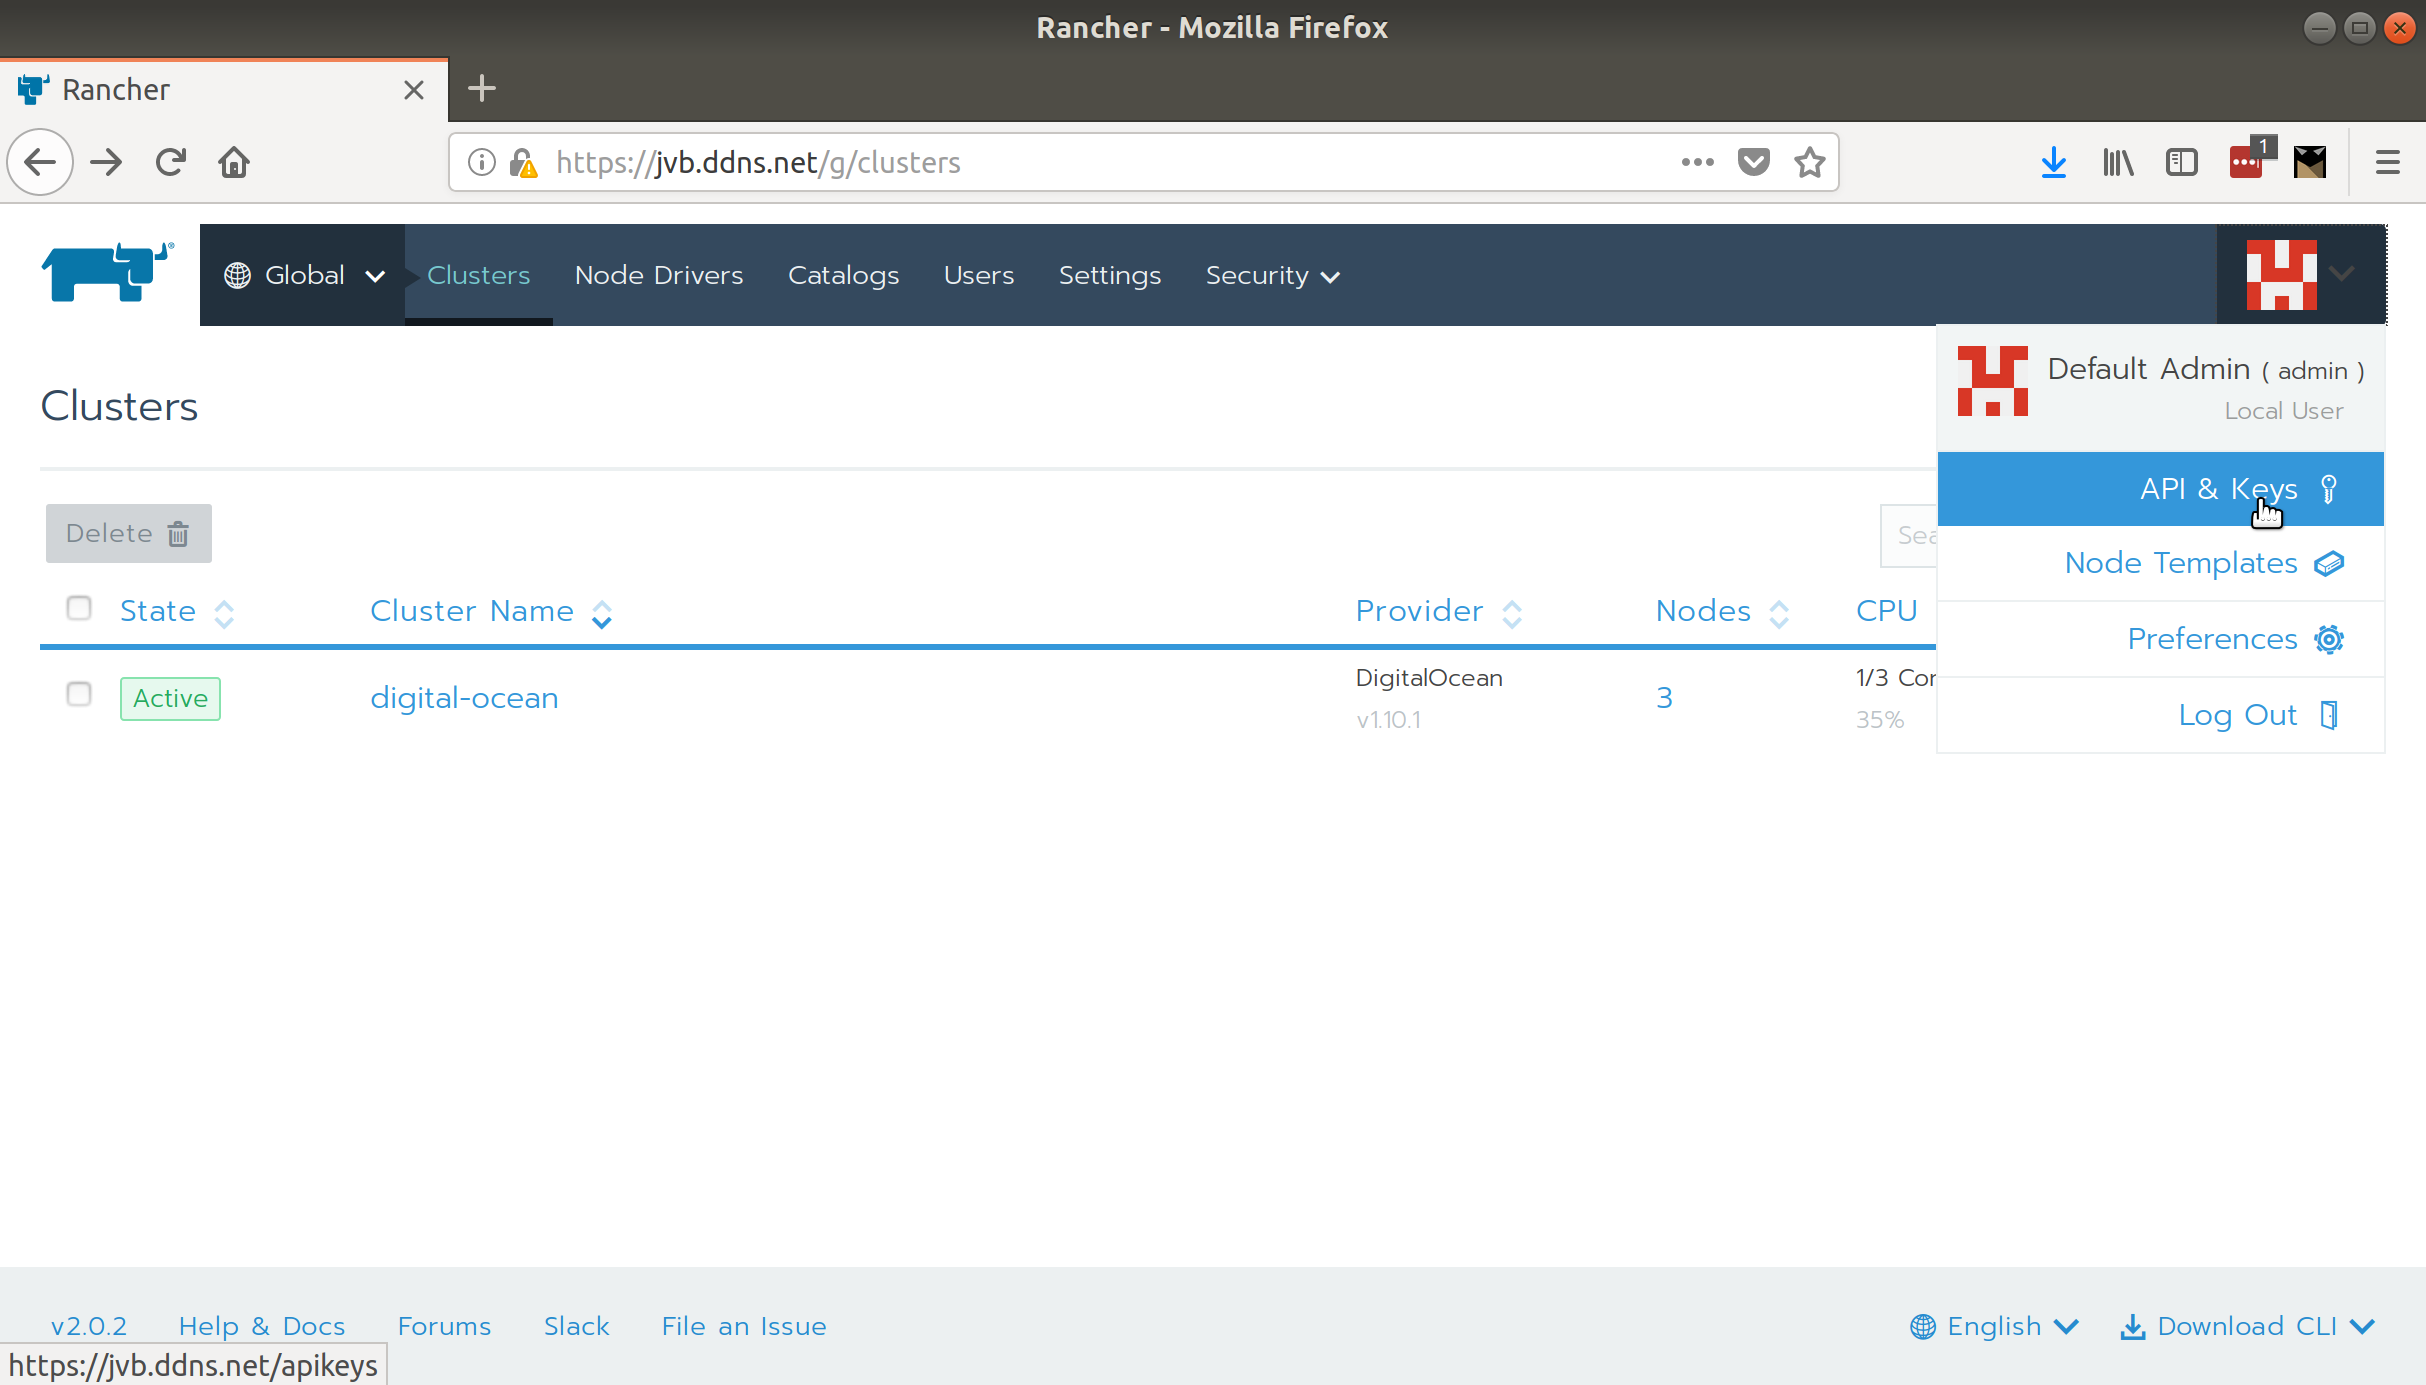 Rancher - Mozilla Firefox
Rancher
https://jvb.ddns.net/g/clusters
1
Global Clusters Node Drivers Catalogs Users Settings Security
Default Admin ( admin )
Local User
Clusters
API & Keys
Delete
Node Templates
State Cluster Name Provider Nodes CPU
Preferences
Active digital-ocean DigitalOcean 3 1/3
v1.10.1 35%
Log Out
v2.0.2 Help & Docs Forums Slack File an Issue English Download CLI
https://jvb.ddns.net/apikeys